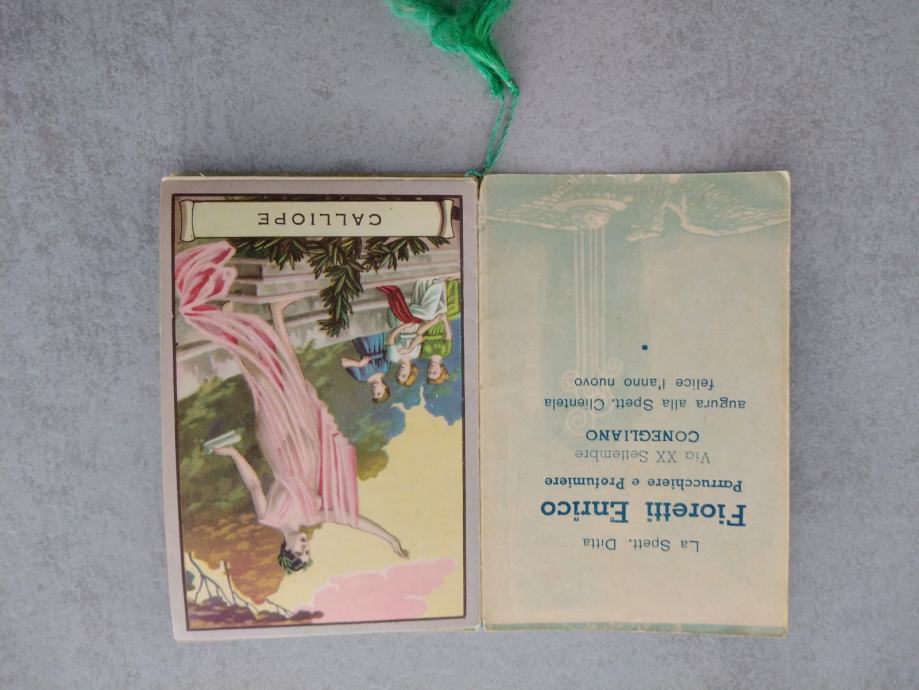 La Spett. Ditta
Fioretti Enrico
Parrucchiere e Profumiere
Via XX Settembre
CONEGLIANO
augura alla Spett. Clientela
felice l'anno nuovo
CALLIOPE